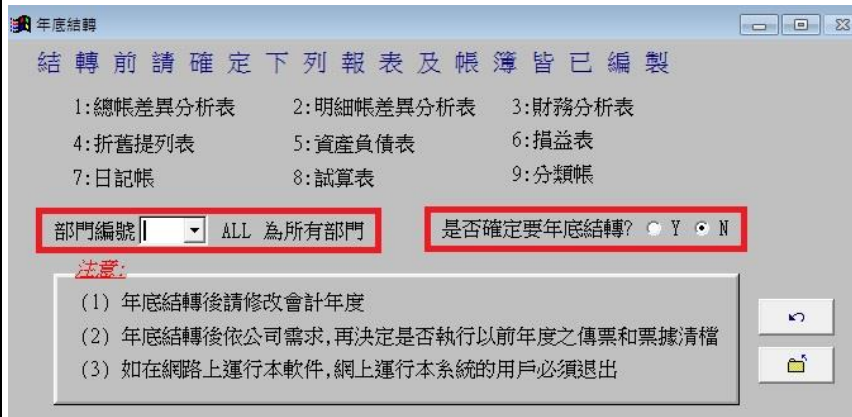 年底結轉
結轉前請確定下列報表及帳簿皆已編製
1:總帳差異分析表 2:明細帳差異分析表 3:財務分析表
4:折舊提列表 5:資產負債表 6:損益表
7:日記帳 8:試算表 9:分類帳
部門編號 ALL 為所有部門 是否確定要年底結轉? Y N
注意:
(1) 年底結轉後請修改會計年度
(2) 年底結轉後依公司需求,再決定是否執行以前年度之傳票和票據清檔
(3) 如在網路上運行本軟件,網上運行本系統的用戶必須退出